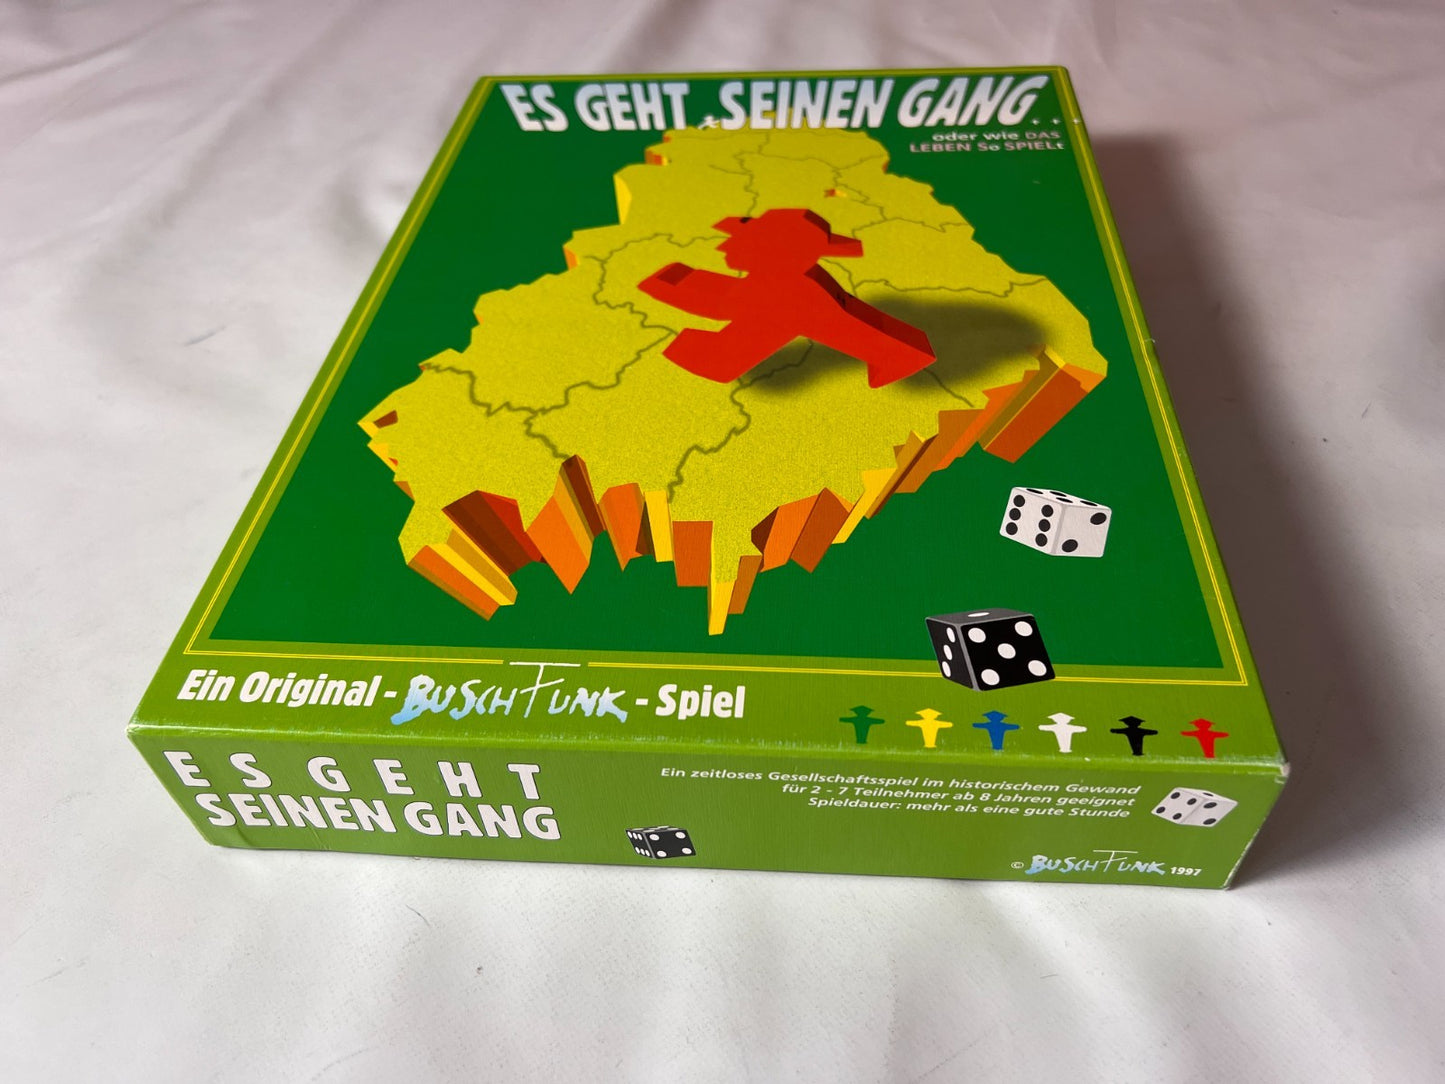 ES GEHT SEINEN GANG...
oder wie DAS
LEBEN So SPIELt
Ein Original - BUSCHFUNK - Spiel
ES GEHT
SEINEN GANG
Ein zeitloses Gesellschaftsspiel im historischem Gewand
für 2 - 7 Teilnehmer ab 8 Jahren geeignet
Spieldauer: mehr als eine gute Stunde
© BUSCHFUNK 1997